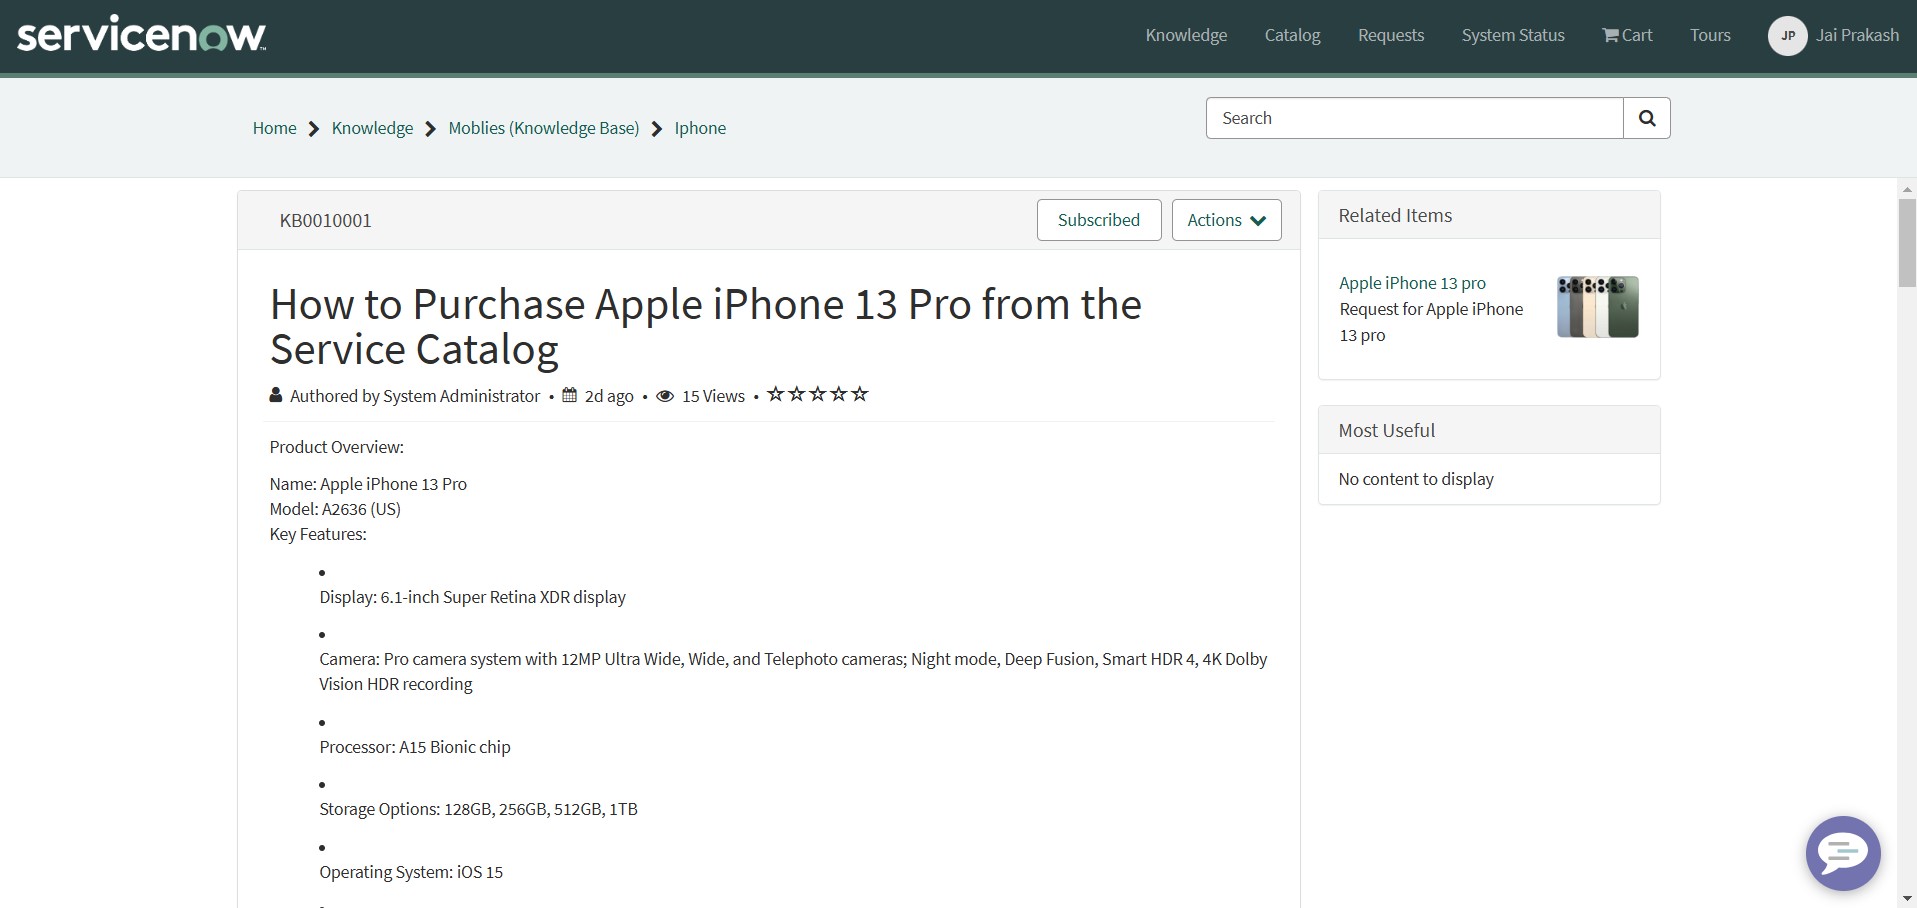 servicenow™
Knowledge
Catalog
Requests
System Status
Cart
Tours
JP
Jai Prakash
Home
Knowledge
Moblies (Knowledge Base)
Iphone
Search
KB0010001
Subscribed
Actions
How to Purchase Apple iPhone 13 Pro from the
Service Catalog
Authored by System Administrator • 2d ago • 15 Views •
Product Overview:
Name: Apple iPhone 13 Pro
Model: A2636 (US)
Key Features:
•
Display: 6.1-inch Super Retina XDR display
•
Camera: Pro camera system with 12MP Ultra Wide, Wide, and Telephoto cameras; Night mode, Deep Fusion, Smart HDR 4, 4K Dolby
Vision HDR recording
•
Processor: A15 Bionic chip
•
Storage Options: 128GB, 256GB, 512GB, 1TB
•
Operating System: iOS 15
Related Items
Apple iPhone 13 pro
Request for Apple iPhone
13 pro
Most Useful
No content to display